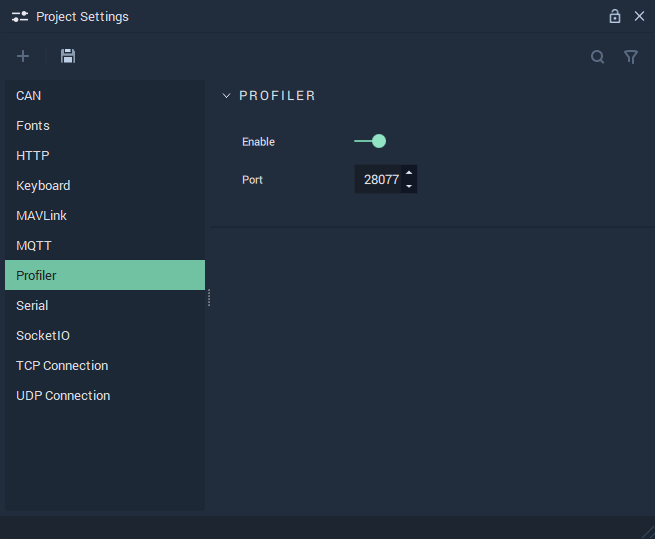 Project Settings
CAN
Fonts
HTTP
Keyboard
MAVLink
MQTT
Profiler
Serial
SocketIO
TCP Connection
UDP Connection
PROFILER
Enable
Port 28077